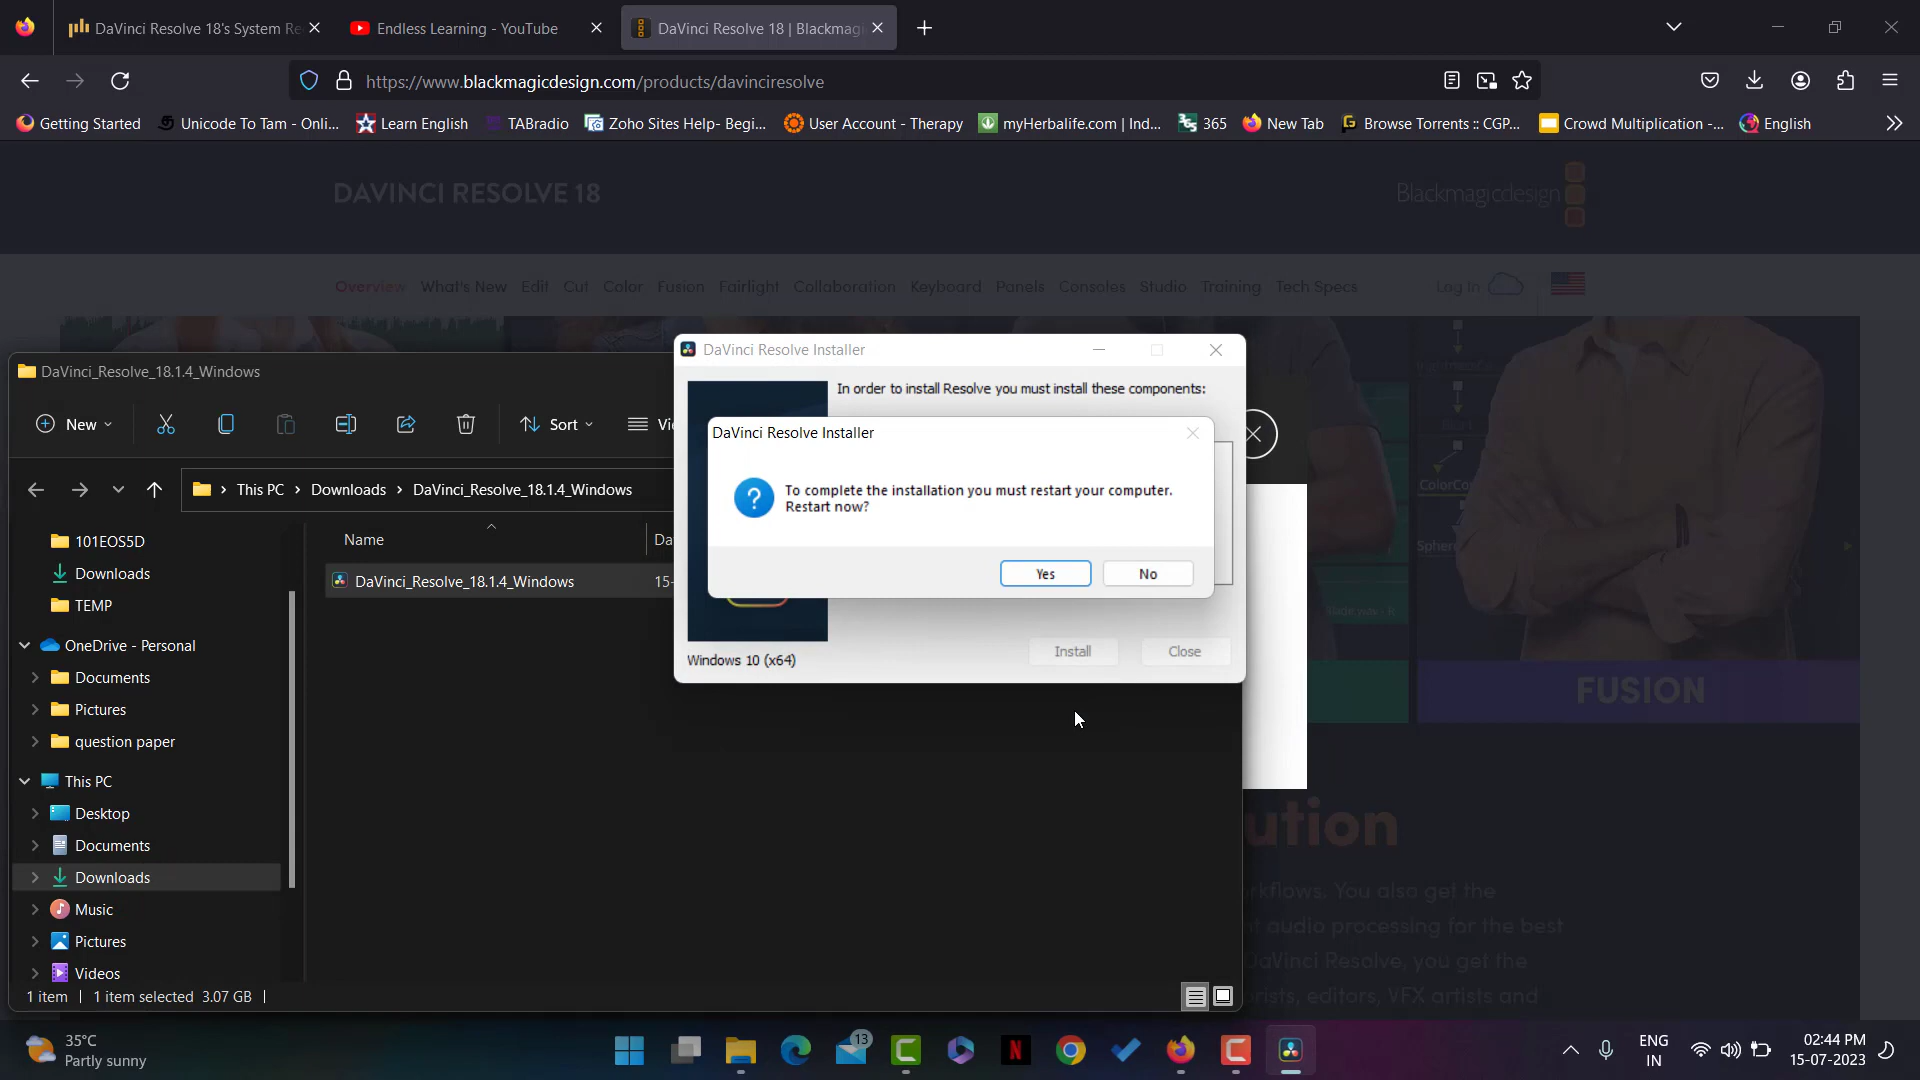 DaVinci Resolve 18's System Re
Endless Learning - YouTube
DaVinci Resolve 18 | Blackmagi
https://www.blackmagicdesign.com/products/davinciresolve
Getting Started
Unicode To Tam - Onli...
Learn English
TABradio
Zoho Sites Help- Begi...
User Account - Therapy
myHerbalife.com | Ind...
365
New Tab
Browse Torrents :: CGP...
Crowd Multiplication -...
English
DAVINCI RESOLVE 18
Blackmagicdesign
Overview What's New Edit Cut Color Fusion Fairlight Collaboration Keyboard Panels Consoles Studio Training Tech Specs
Log In
DaVinci_Resolve_18.1.4_Windows
New
Sort
Vi
This PC > Downloads > DaVinci_Resolve_18.1.4_Windows
Name
Da
DaVinci_Resolve_18.1.4_Windows
15-
101EOS5D
Downloads
TEMP
OneDrive - Personal
Documents
Pictures
question paper
This PC
Desktop
Documents
Downloads
Music
Pictures
Videos
1 item | 1 item selected 3.07 GB |
DaVinci Resolve Installer
In order to install Resolve you must install these components:
DaVinci Resolve Installer
To complete the installation you must restart your computer.
Restart now?
Yes
No
Install
Close
Windows 10 (x64)
FUSION
ution
rkflows. You also get the
nt audio processing for the best
DaVinci Resolve, you get the
orists, editors, VFX artists and
35°C
Partly sunny
13
ENG
IN
02:44 PM
15-07-2023